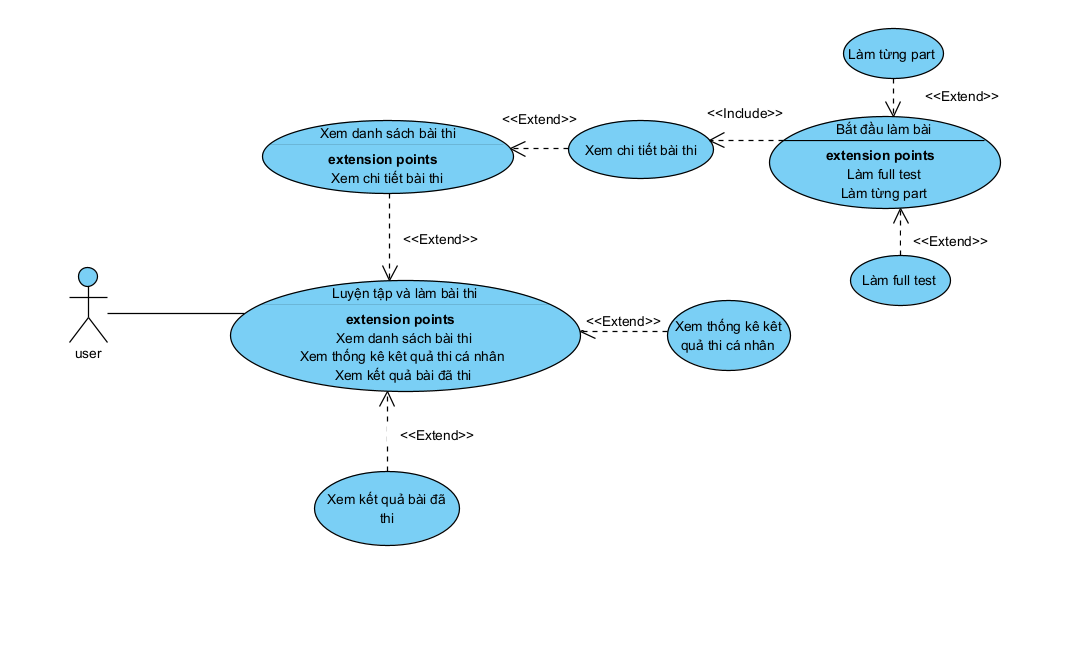 Làm từng part
<<Extend>>
<<Include>>
<<Extend>>
Xem danh sách bài thi
extension points
Xem chi tiết bài thi
Xem chi tiết bài thi
Bắt đầu làm bài
extension points
Làm full test
Làm từng part
<<Extend>>
<<Extend>>
Làm full test
user
Luyện tập và làm bài thi
extension points
Xem danh sách bài thi
Xem thống kê kêt quả thi cá nhân
Xem kết quả bài đã thi
<<Extend>>
Xem thống kê kêt
quả thi cá nhân
<<Extend>>
Xem kết quả bài đã
thi